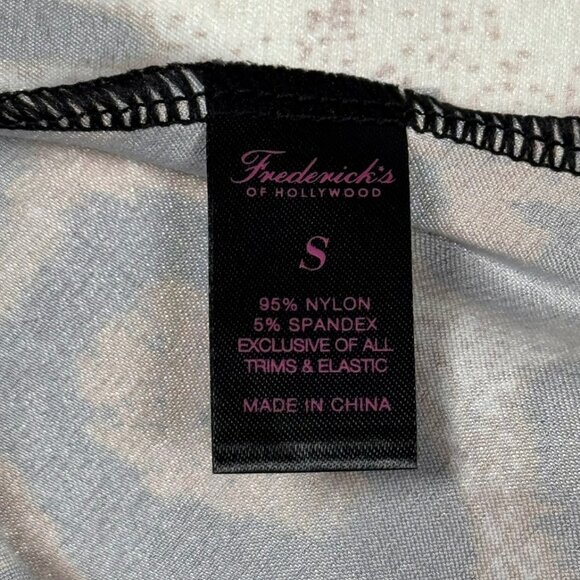 Frederick's
OF HOLLYWOOD
S
95% NYLON
5% SPANDEX
EXCLUSIVE OF ALL
TRIMS & ELASTIC
MADE IN CHINA